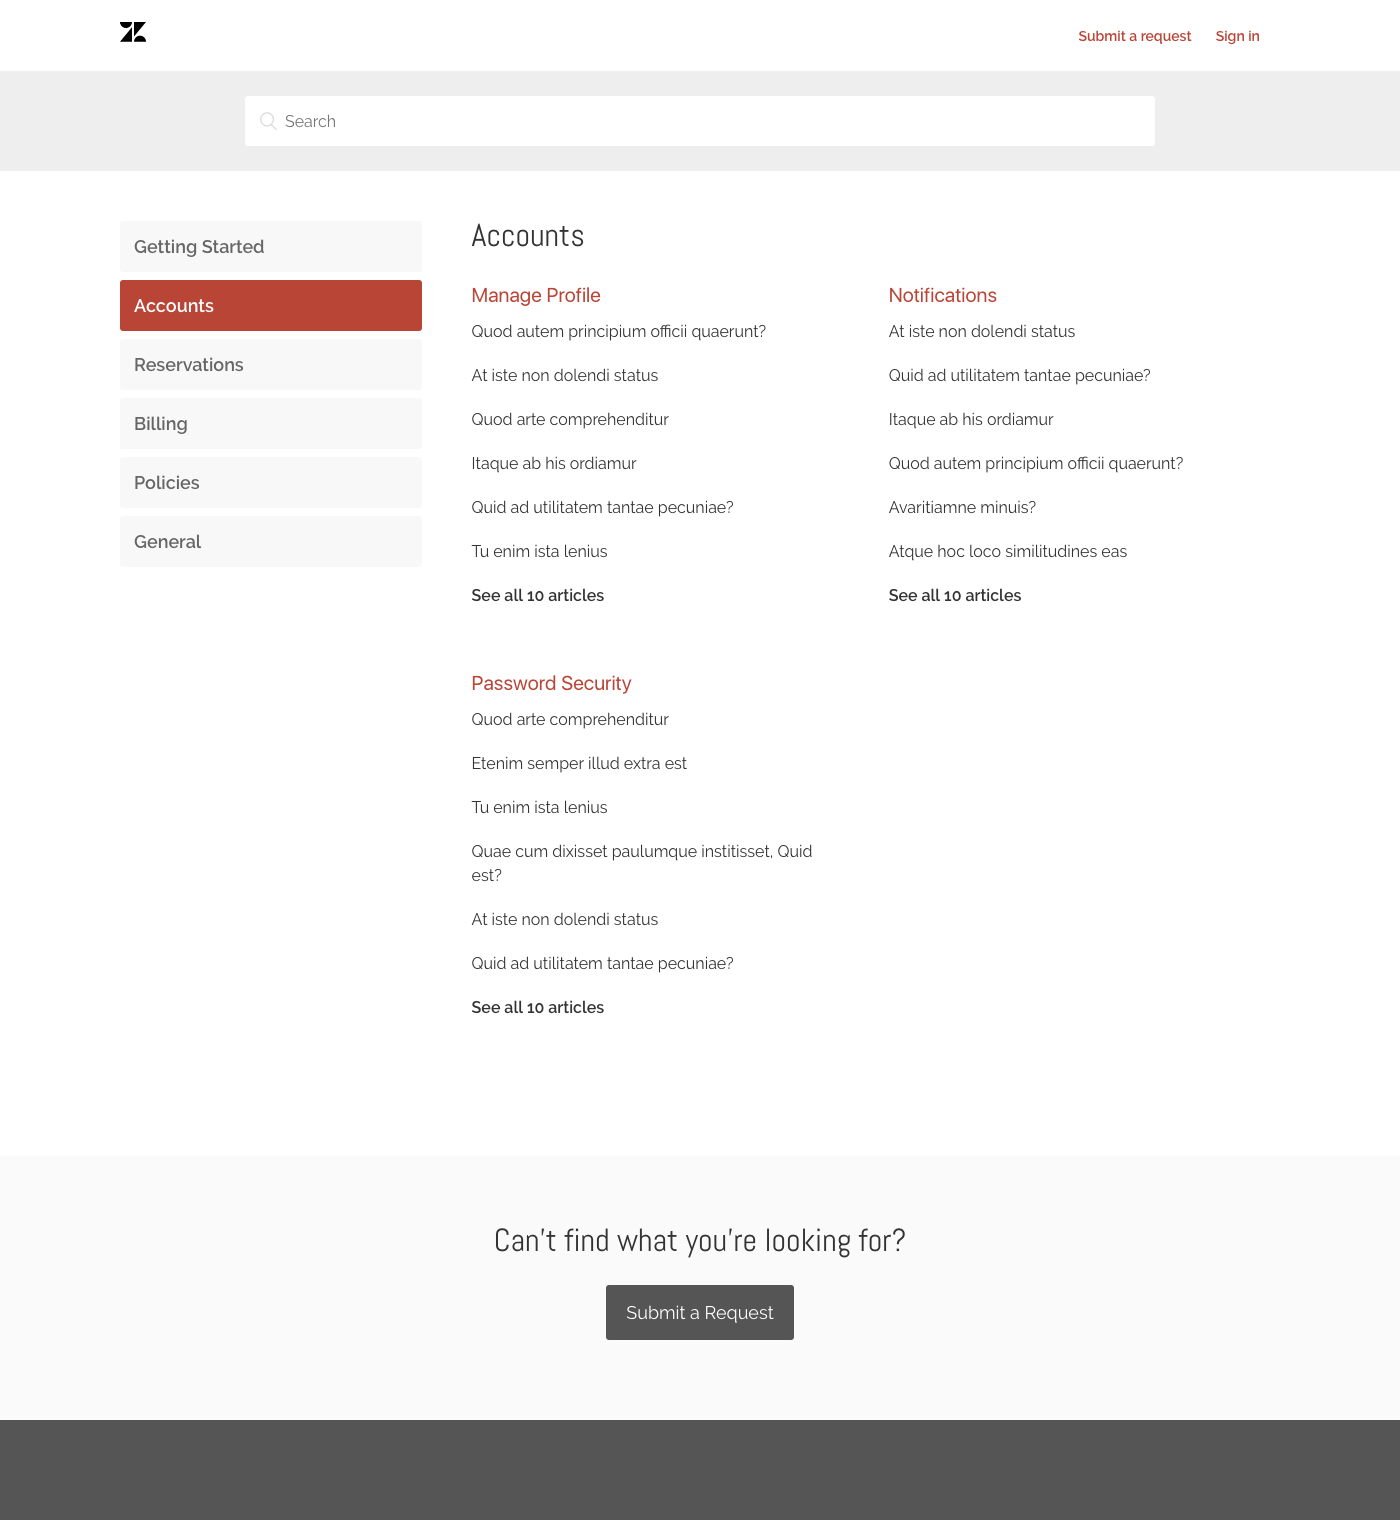 Submit a request
Sign in
Search
Getting Started
Accounts
Reservations
Billing
Policies
General
Accounts
Manage Profile
Quod autem principium officii quaerunt?
At iste non dolendi status
Quod arte comprehenditur
Itaque ab his ordiamur
Quid ad utilitatem tantae pecuniae?
Tu enim ista lenius
See all 10 articles
Notifications
At iste non dolendi status
Quid ad utilitatem tantae pecuniae?
Itaque ab his ordiamur
Quod autem principium officii quaerunt?
Avaritiamne minuis?
Atque hoc loco similitudines eas
See all 10 articles
Password Security
Quod arte comprehenditur
Etenim semper illud extra est
Tu enim ista lenius
Quae cum dixisset paulumque institisset, Quid
est?
At iste non dolendi status
Quid ad utilitatem tantae pecuniae?
See all 10 articles
Can't find what you're looking for?
Submit a Request